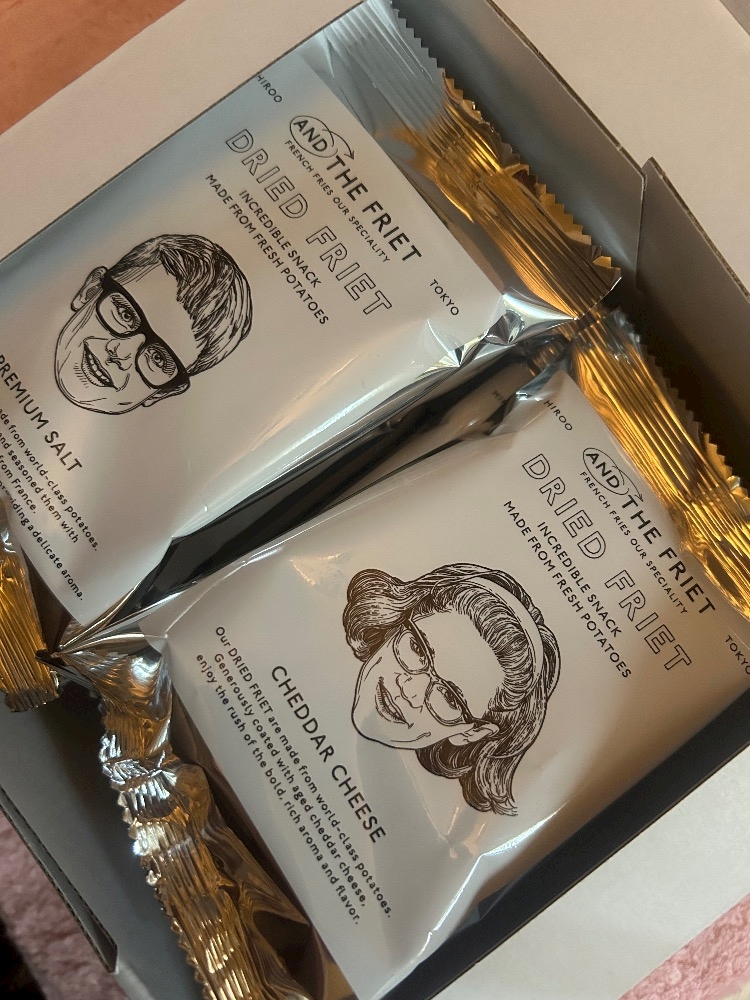 HIROO
AND THE FRIET
FRENCH FRIES OUR SPECIALITY
TOKYO
DRIED FRIET
INCREDIBLE SNACK
MADE FROM FRESH POTATOES
PREMIUM SALT
from world-class potatoes.
seasoned them with
from France.
a delicate aroma.
HIROO
AND THE FRIET
FRENCH FRIES OUR SPECIALITY
TOKYO
DRIED FRIET
INCREDIBLE SNACK
MADE FROM FRESH POTATOES
CHEDDAR CHEESE
Our DRIED FRIET are made from world-class potatoes.
Generously coated with aged cheddar cheese,
enjoy the rush of the bold, rich aroma and flavor.